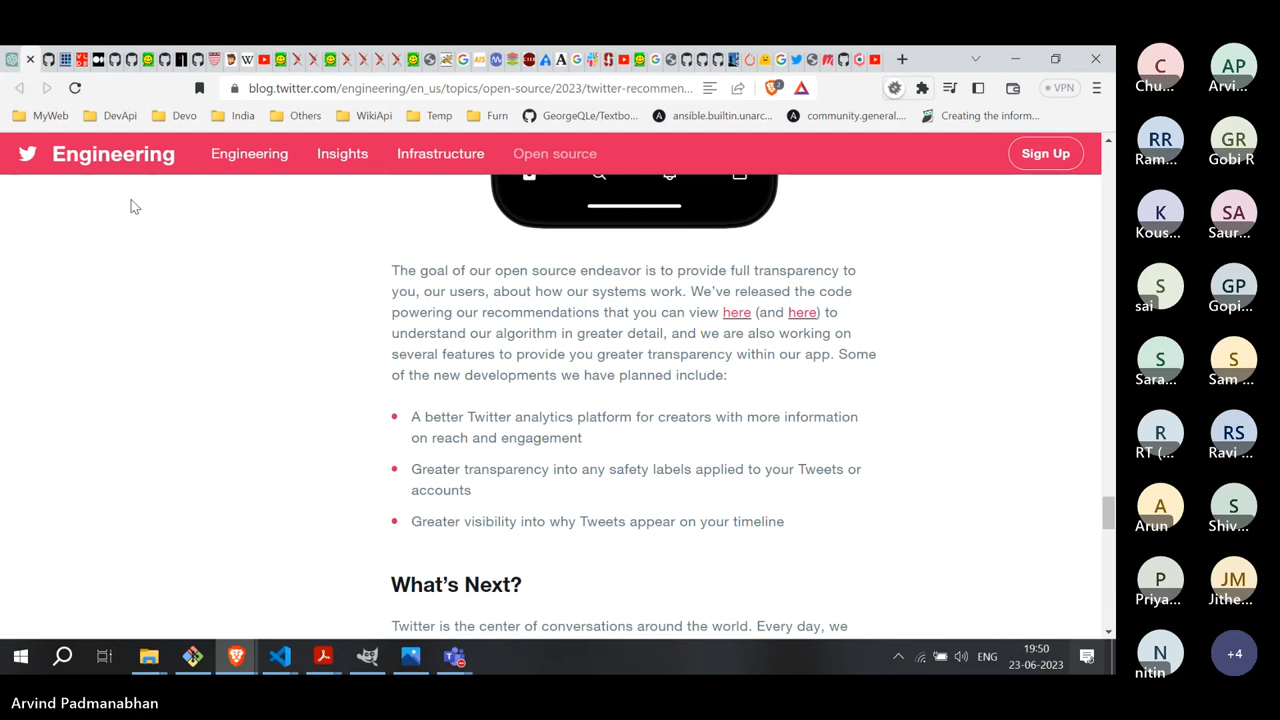 blog.twitter.com/engineering/en_us/topics/open-source/2023/twitter-recommen...
VPN
MyWeb
DevApi
Devo
India
Others
WikiApi
Temp
Furn
GeorgeQLe/Textbo...
ansible.builtin.unarc...
community.general....
Creating the inform...
Engineering
Engineering
Insights
Infrastructure
Open source
Sign Up
The goal of our open source endeavor is to provide full transparency to
you, our users, about how our systems work. We've released the code
powering our recommendations that you can view here (and here) to
understand our algorithm in greater detail, and we are also working on
several features to provide you greater transparency within our app. Some
of the new developments we have planned include:
• A better Twitter analytics platform for creators with more information
on reach and engagement
• Greater transparency into any safety labels applied to your Tweets or
accounts
• Greater visibility into why Tweets appear on your timeline
What's Next?
Twitter is the center of conversations around the world. Every day, we
ENG
19:50
23-06-2023
Arvind Padmanabhan
C
Chu...
AP
Arvi...
RR
Ram...
GR
Gobi R
K
Kous...
SA
Saur...
S
sai
GP
Gopi...
S
Sara...
S
Sam ...
R
RT (...
RS
Ravi ...
A
Arun
S
Shiv...
P
Priya...
JM
Jithe...
N
nitin
+4